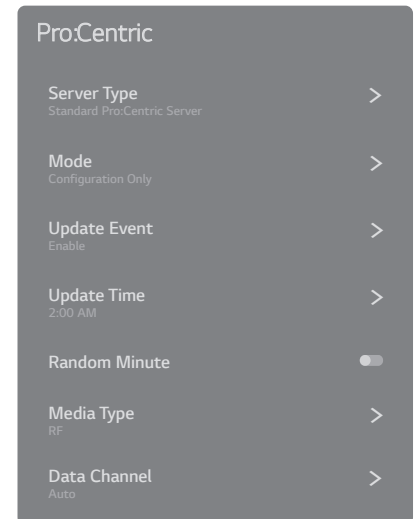 Pro:Centric
Server Type
Standard Pro:Centric Server
Mode
Configuration Only
Update Event
Enable
Update Time
2:00 AM
Random Minute
Media Type
RF
Data Channel
Auto